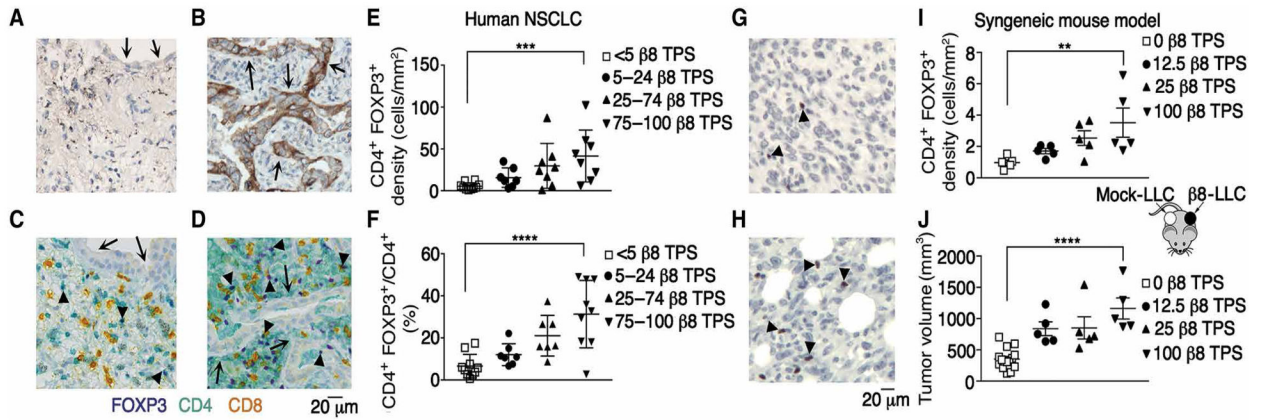 A
B
C
D
FOXP3 CD4 CD8
20 μm
E
Human NSCLC
CD4+ FOXP3+
density (cells/mm²)
150
100
50
0
***
<5 β8 TPS
5–24 β8 TPS
25–74 β8 TPS
75–100 β8 TPS
F
CD4+ FOXP3+/CD4+
(%)
60
40
20
0
****
<5 β8 TPS
5–24 β8 TPS
25–74 β8 TPS
75–100 β8 TPS
G
H
20 μm
I
Syngeneic mouse model
CD4+ FOXP3+
density (cells/mm²)
8
6
4
2
0
**
0 β8 TPS
12.5 β8 TPS
25 β8 TPS
100 β8 TPS
Mock-LLC β8-LLC
J
Tumor volume (mm³)
2000
1500
1000
500
0
****
0 β8 TPS
12.5 β8 TPS
25 β8 TPS
100 β8 TPS